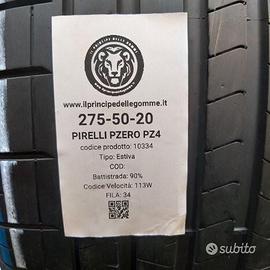 IL PRINCIPE DELLE GOMME
www.ilprincipedellegomme.it
275-50-20
PIRELLI PZERO PZ4
codice prodotto: 10334
Tipo: Estiva
COD:
Battistrada: 90%
Codice Velocità: 113W
FILA: 34
subito